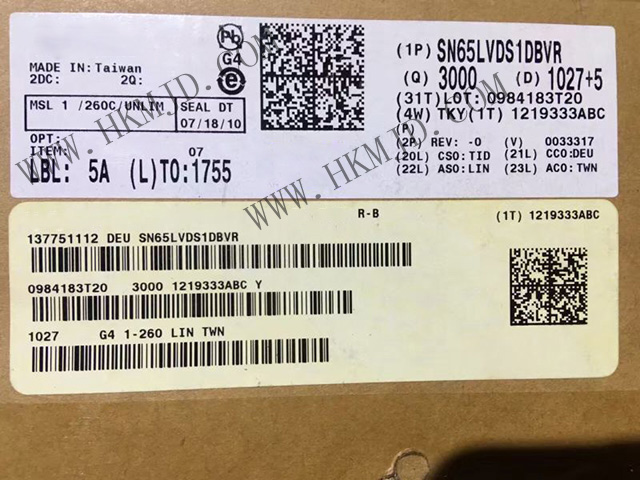 MADE IN: Taiwan
2DC: 2Q:
Pb
G4
e
MSL 1 /260C/UNLIM SEAL DT
07/18/10
OPT:
ITEM: 07
LBL: 5A (L)TO:1755
(1P) SN65LVDS1DBVR
(Q) 3000 (D) 1027+5
(31T)LOT: 0984183T20
(4W) TKY(1T) 1219333ABC
(P)
(2P) REV: -0 (V) 0033317
(20L) CSO:TID (21L) CCO:DEU
(22L) ASO:LIN (23L) ACO:TWN
WWW.HKMJD.COM
WWW.HKMJD.COM
R-B (1T) 1219333ABC
137751112 DEU SN65LVDS1DBVR
0984183T20 3000 1219333ABC Y
1027 G4 1-260 LIN TWN